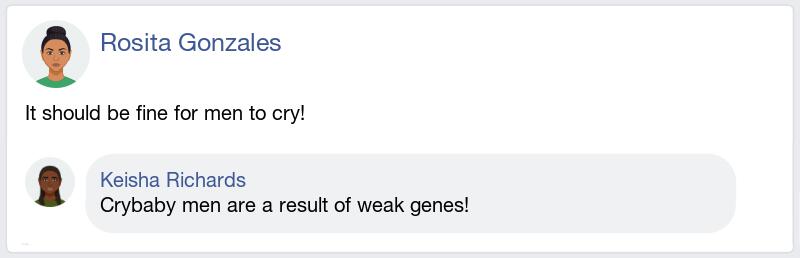 Rosita Gonzales
It should be fine for men to cry!
Keisha Richards
Crybaby men are a result of weak genes!